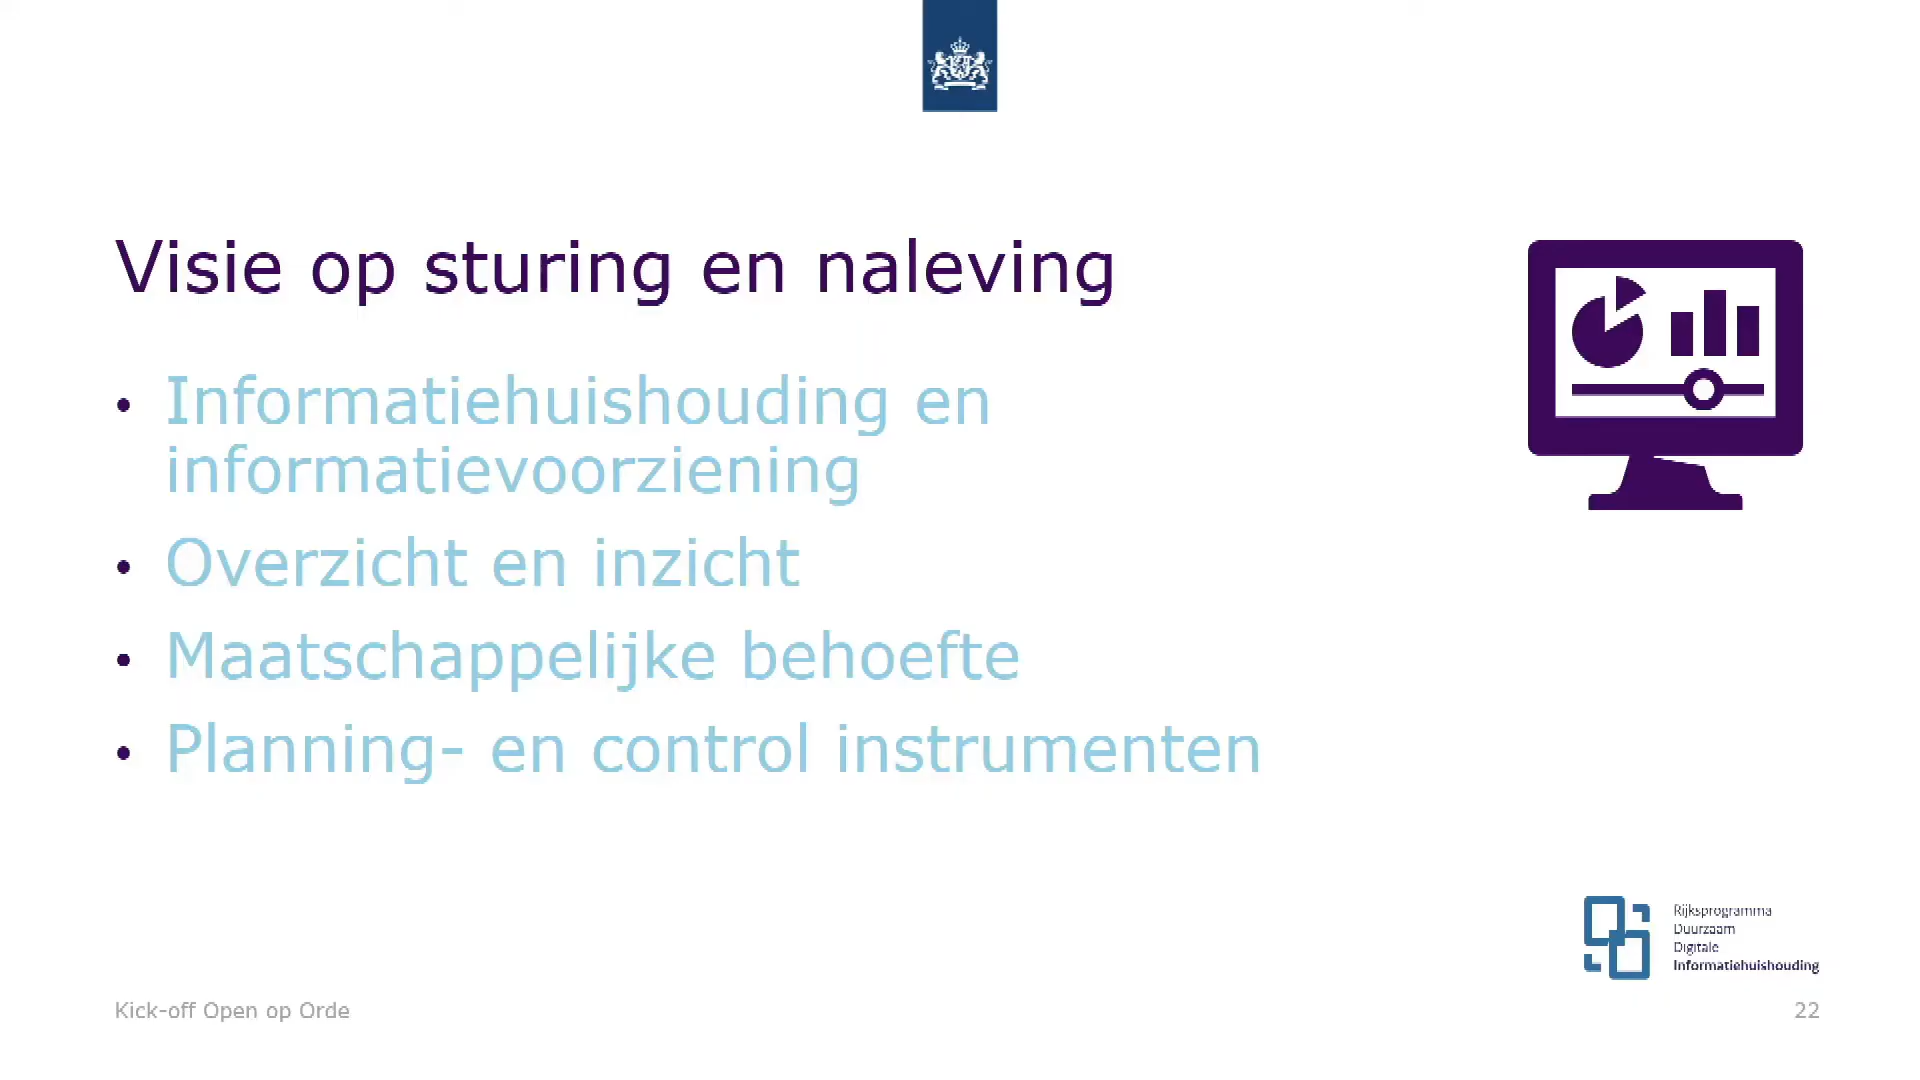 Visie op sturing en naleving
• Informatiehuishouding en
informatievoorziening
• Overzicht en inzicht
• Maatschappelijke behoefte
• Planning- en control instrumenten
Rijksprogramma
Duurzaam
Digitale
Informatiehuishouding
Kick-off Open op Orde
22